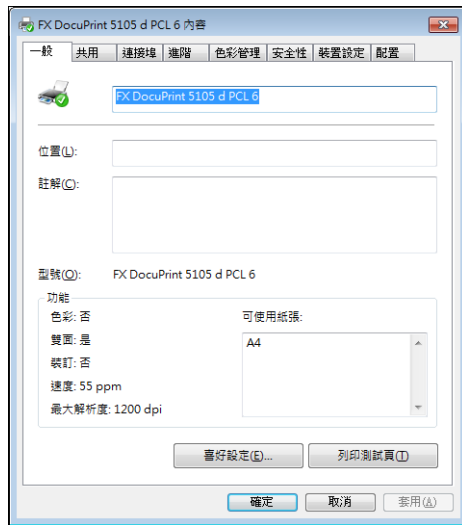 FX DocuPrint 5105 d PCL 6 內容
一般 共用 連接埠 進階 色彩管理 安全性 裝置設定 配置
FX DocuPrint 5105 d PCL 6
位置(L):
註解(C):
型號(O): FX DocuPrint 5105 d PCL 6
功能
色彩: 否 可使用紙張:
雙面: 是 A4
裝訂: 否
速度: 55 ppm
最大解析度: 1200 dpi
喜好設定(E)... 列印測試頁(T)
確定 取消 套用(A)